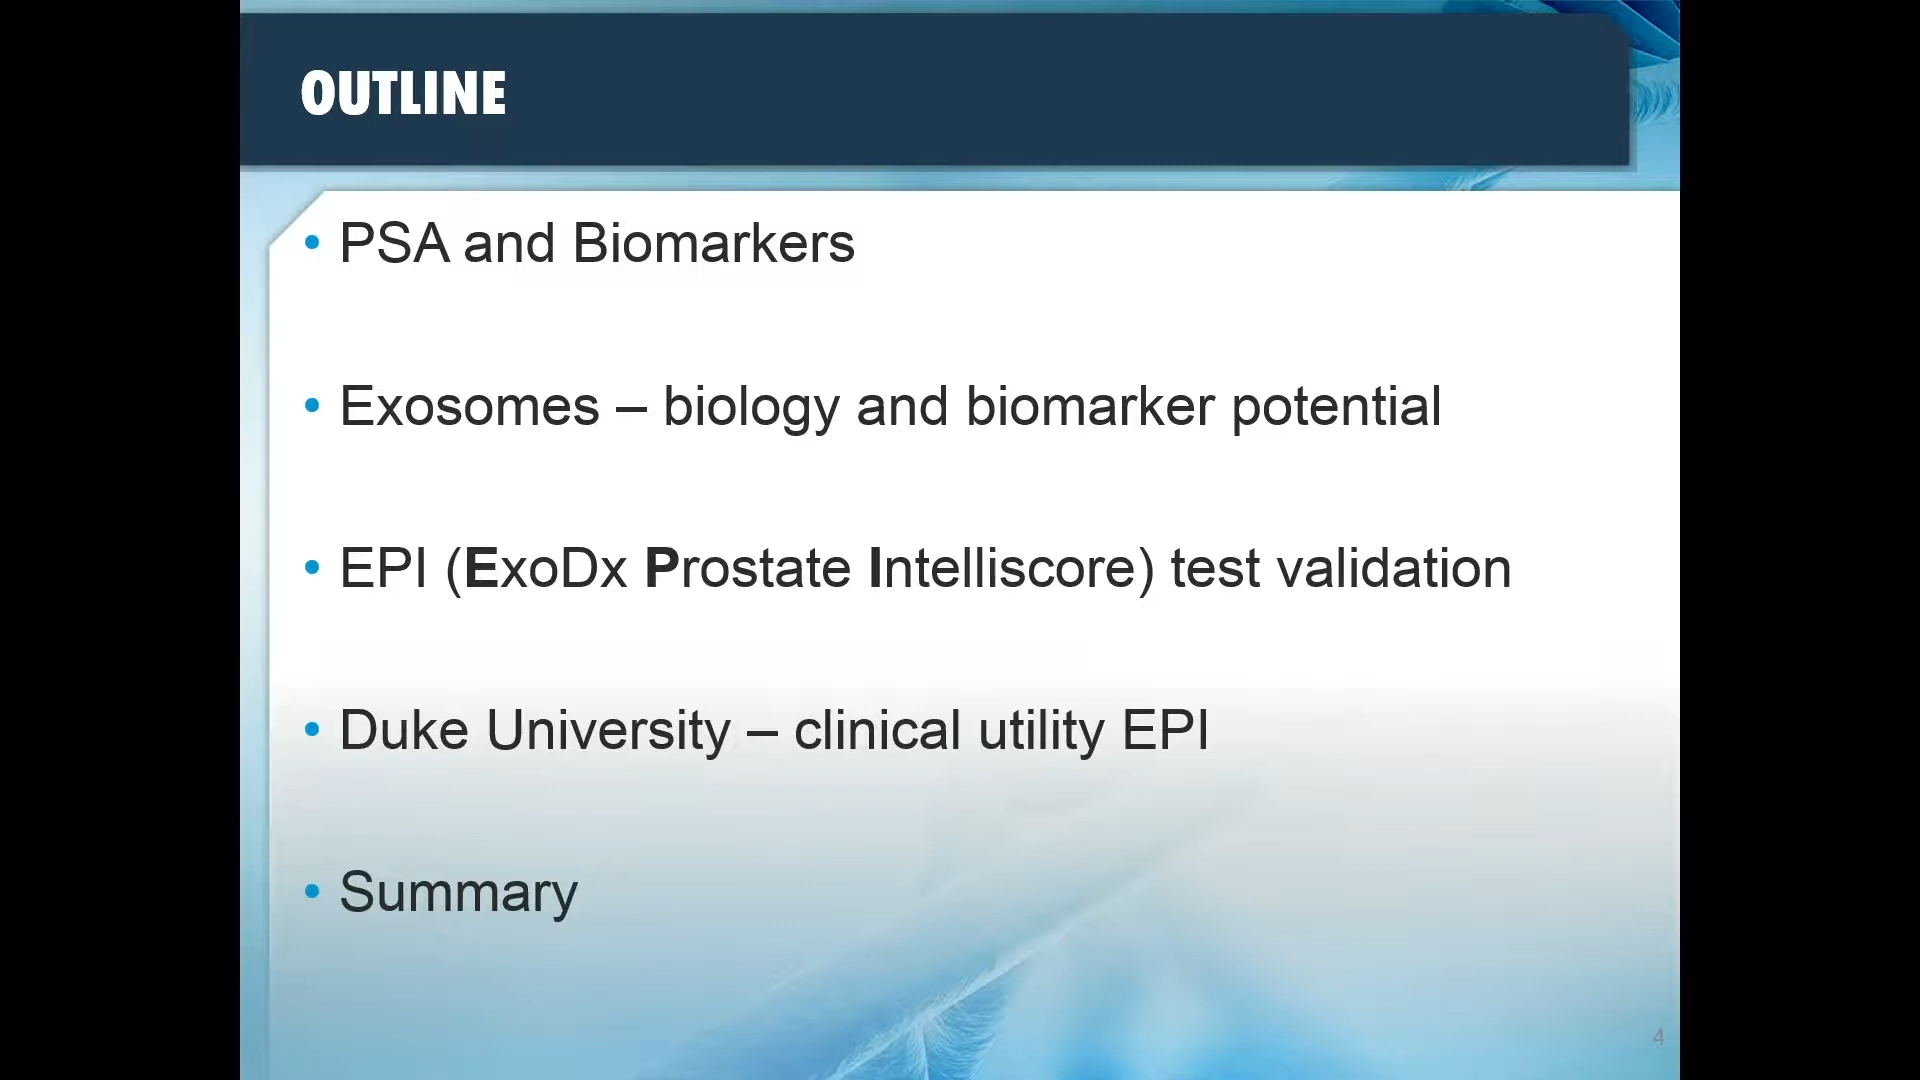 OUTLINE
• PSA and Biomarkers
• Exosomes – biology and biomarker potential
• EPI (ExoDx Prostate Intelliscore) test validation
• Duke University – clinical utility EPI
• Summary
4